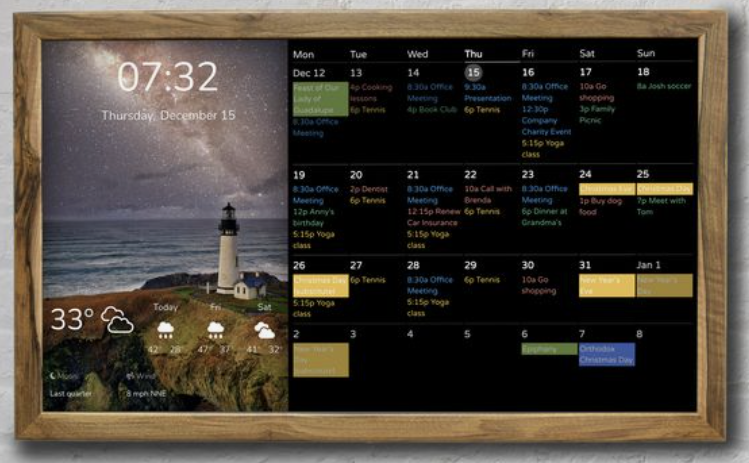 07:32
Thursday, December 15
33°
Today
Fri
Sat
42° 28°
47° 37°
41° 32°
Moon
Wind
Last quarter
8 mph NNE
Mon Tue Wed Thu Fri Sat Sun
Dec 12 13 14 15 16 17 18
Feast of Our
Lady of
Guadalupe
8:30a Office
Meeting
4p Cooking
lessons
6p Tennis
8:30a Office
Meeting
4p Book Club
9:30a
Presentation
6p Tennis
8:30a Office
Meeting
12:30p
Company
Charity Event
5:15p Yoga
class
10a Go
shopping
3p Family
Picnic
8a Josh soccer
19 20 21 22 23 24 25
8:30a Office
Meeting
12p Anny's
birthday
5:15p Yoga
class
2p Dentist
6p Tennis
8:30a Office
Meeting
12:15p Renew
Car Insurance
5:15p Yoga
class
10a Call with
Brenda
6p Tennis
8:30a Office
Meeting
6p Dinner at
Grandma's
Christmas Eve
1p Buy dog
food
Christmas Day
7p Meet with
Tom
26 27 28 29 30 31 Jan 1
Christmas Day
(substitute)
5:15p Yoga
class
6p Tennis
8:30a Office
Meeting
5:15p Yoga
class
6p Tennis
10a Go
shopping
New Year's
Eve
New Year's
Day
2 3 4 5 6 7 8
New Year's
Day
(substitute)
Epiphany
Orthodox
Christmas Day